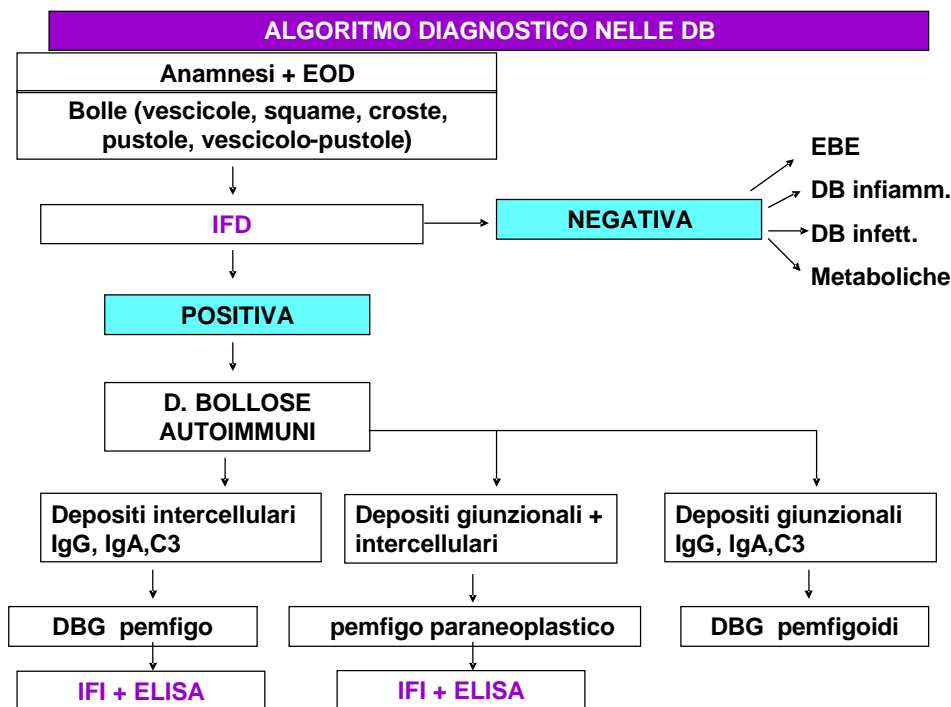 ALGORITMO DIAGNOSTICO NELLE DB
Anamnesi + EOD
Bolle (vescicole, squame, croste,
pustole, vescicolo-pustole)
IFD
NEGATIVA
EBE
DB infiamm.
DB infett.
Metaboliche
POSITIVA
D. BOLLOSE
AUTOIMMUNI
Depositi intercellulari
IgG, IgA,C3
Depositi giunzionali +
intercellulari
Depositi giunzionali
IgG, IgA,C3
DBG pemfigo
pemfigo paraneoplastico
DBG pemfigoidi
IFI + ELISA
IFI + ELISA